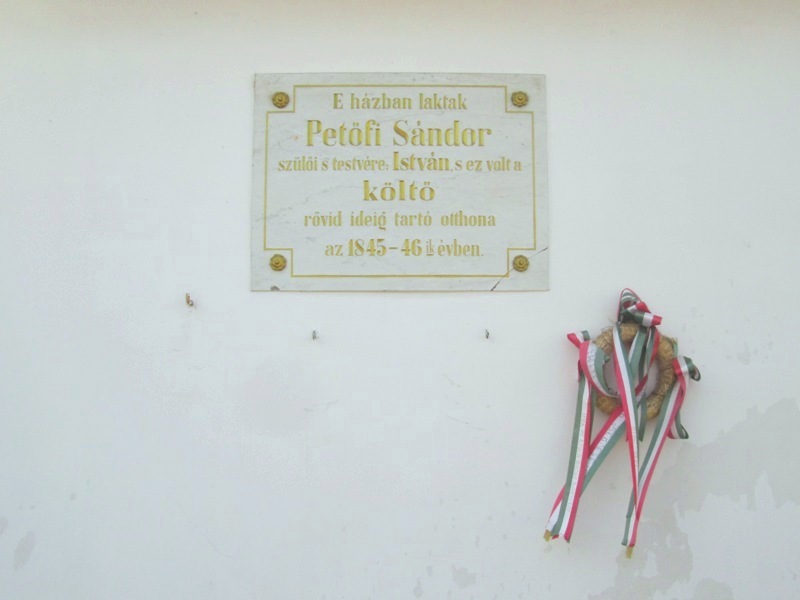 E házban laktak
Petőfi Sándor
szülői s testvére: István, s ez volt a
költő
rövid ideig tartó otthona
az 1845-46 ik évben.